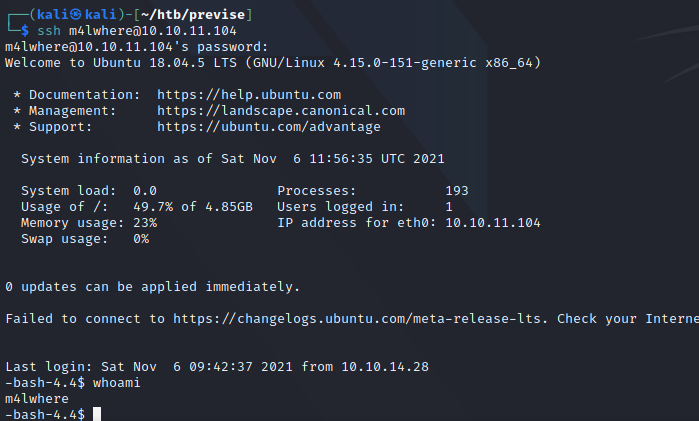 ┌──(kali㉿kali)-[~/htb/previse]
└─$ ssh m4lwhere@10.10.11.104
m4lwhere@10.10.11.104's password:
Welcome to Ubuntu 18.04.5 LTS (GNU/Linux 4.15.0-151-generic x86_64)

 * Documentation:  https://help.ubuntu.com
 * Management:     https://landscape.canonical.com
 * Support:        https://ubuntu.com/advantage

  System information as of Sat Nov  6 11:56:35 UTC 2021

  System load:  0.0               Processes:             193
  Usage of /:   49.7% of 4.85GB   Users logged in:       1
  Memory usage: 23%               IP address for eth0: 10.10.11.104
  Swap usage:   0%

0 updates can be applied immediately.

Failed to connect to https://changelogs.ubuntu.com/meta-release-lts. Check your Interne

Last login: Sat Nov  6 09:42:37 2021 from 10.10.14.28
-bash-4.4$ whoami
m4lwhere
-bash-4.4$